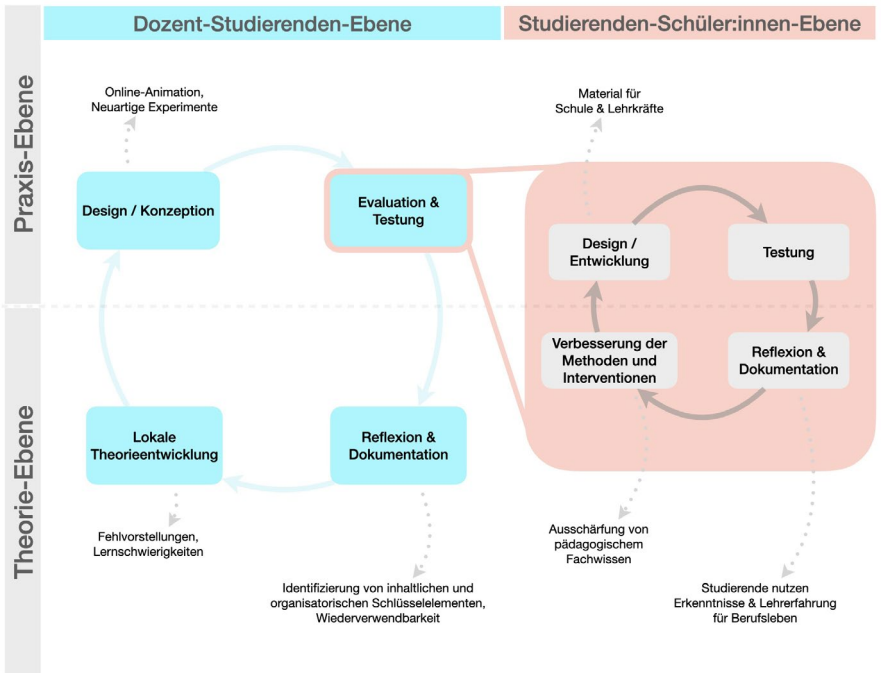 Dozent-Studierenden-Ebene
Studierenden-Schüler:innen-Ebene
Praxis-Ebene
Online-Animation,
Neuartige Experimente
Design / Konzeption
Evaluation &
Testung
Material für
Schule & Lehrkräfte
Design /
Entwicklung
Testung
Verbesserung der
Methoden und
Interventionen
Reflexion &
Dokumentation
Theorie-Ebene
Lokale
Theorieentwicklung
Reflexion &
Dokumentation
Fehlvorstellungen,
Lernschwierigkeiten
Identifizierung von inhaltlichen und
organisatorischen Schlüsselelementen,
Wiederverwendbarkeit
Ausschärfung von
pädagogischem
Fachwissen
Studierende nutzen
Erkenntnisse & Lehrerfahrung
für Berufsleben